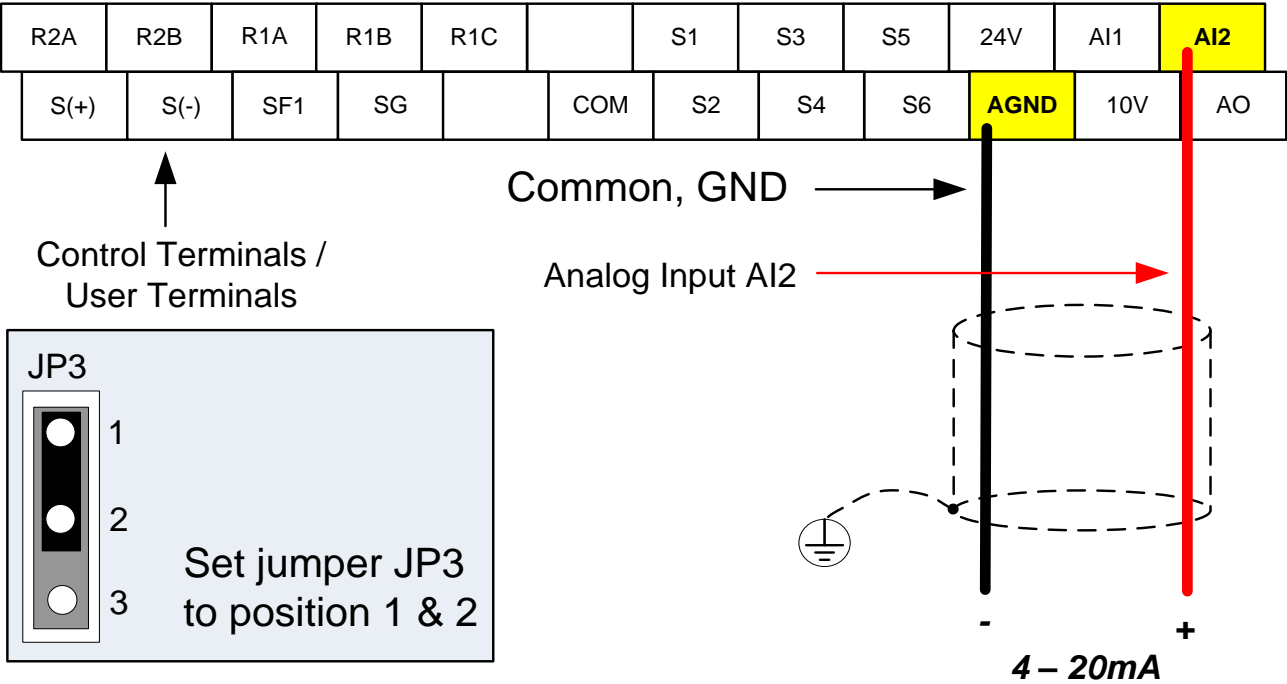 R2A R2B R1A R1B R1C S1 S3 S5 24V AI1 AI2
S(+) S(-) SF1 SG COM S2 S4 S6 AGND 10V AO
Common, GND
Control Terminals /
User Terminals
Analog Input AI2
JP3
1
2
3
Set jumper JP3
to position 1 & 2
- +
4 – 20mA